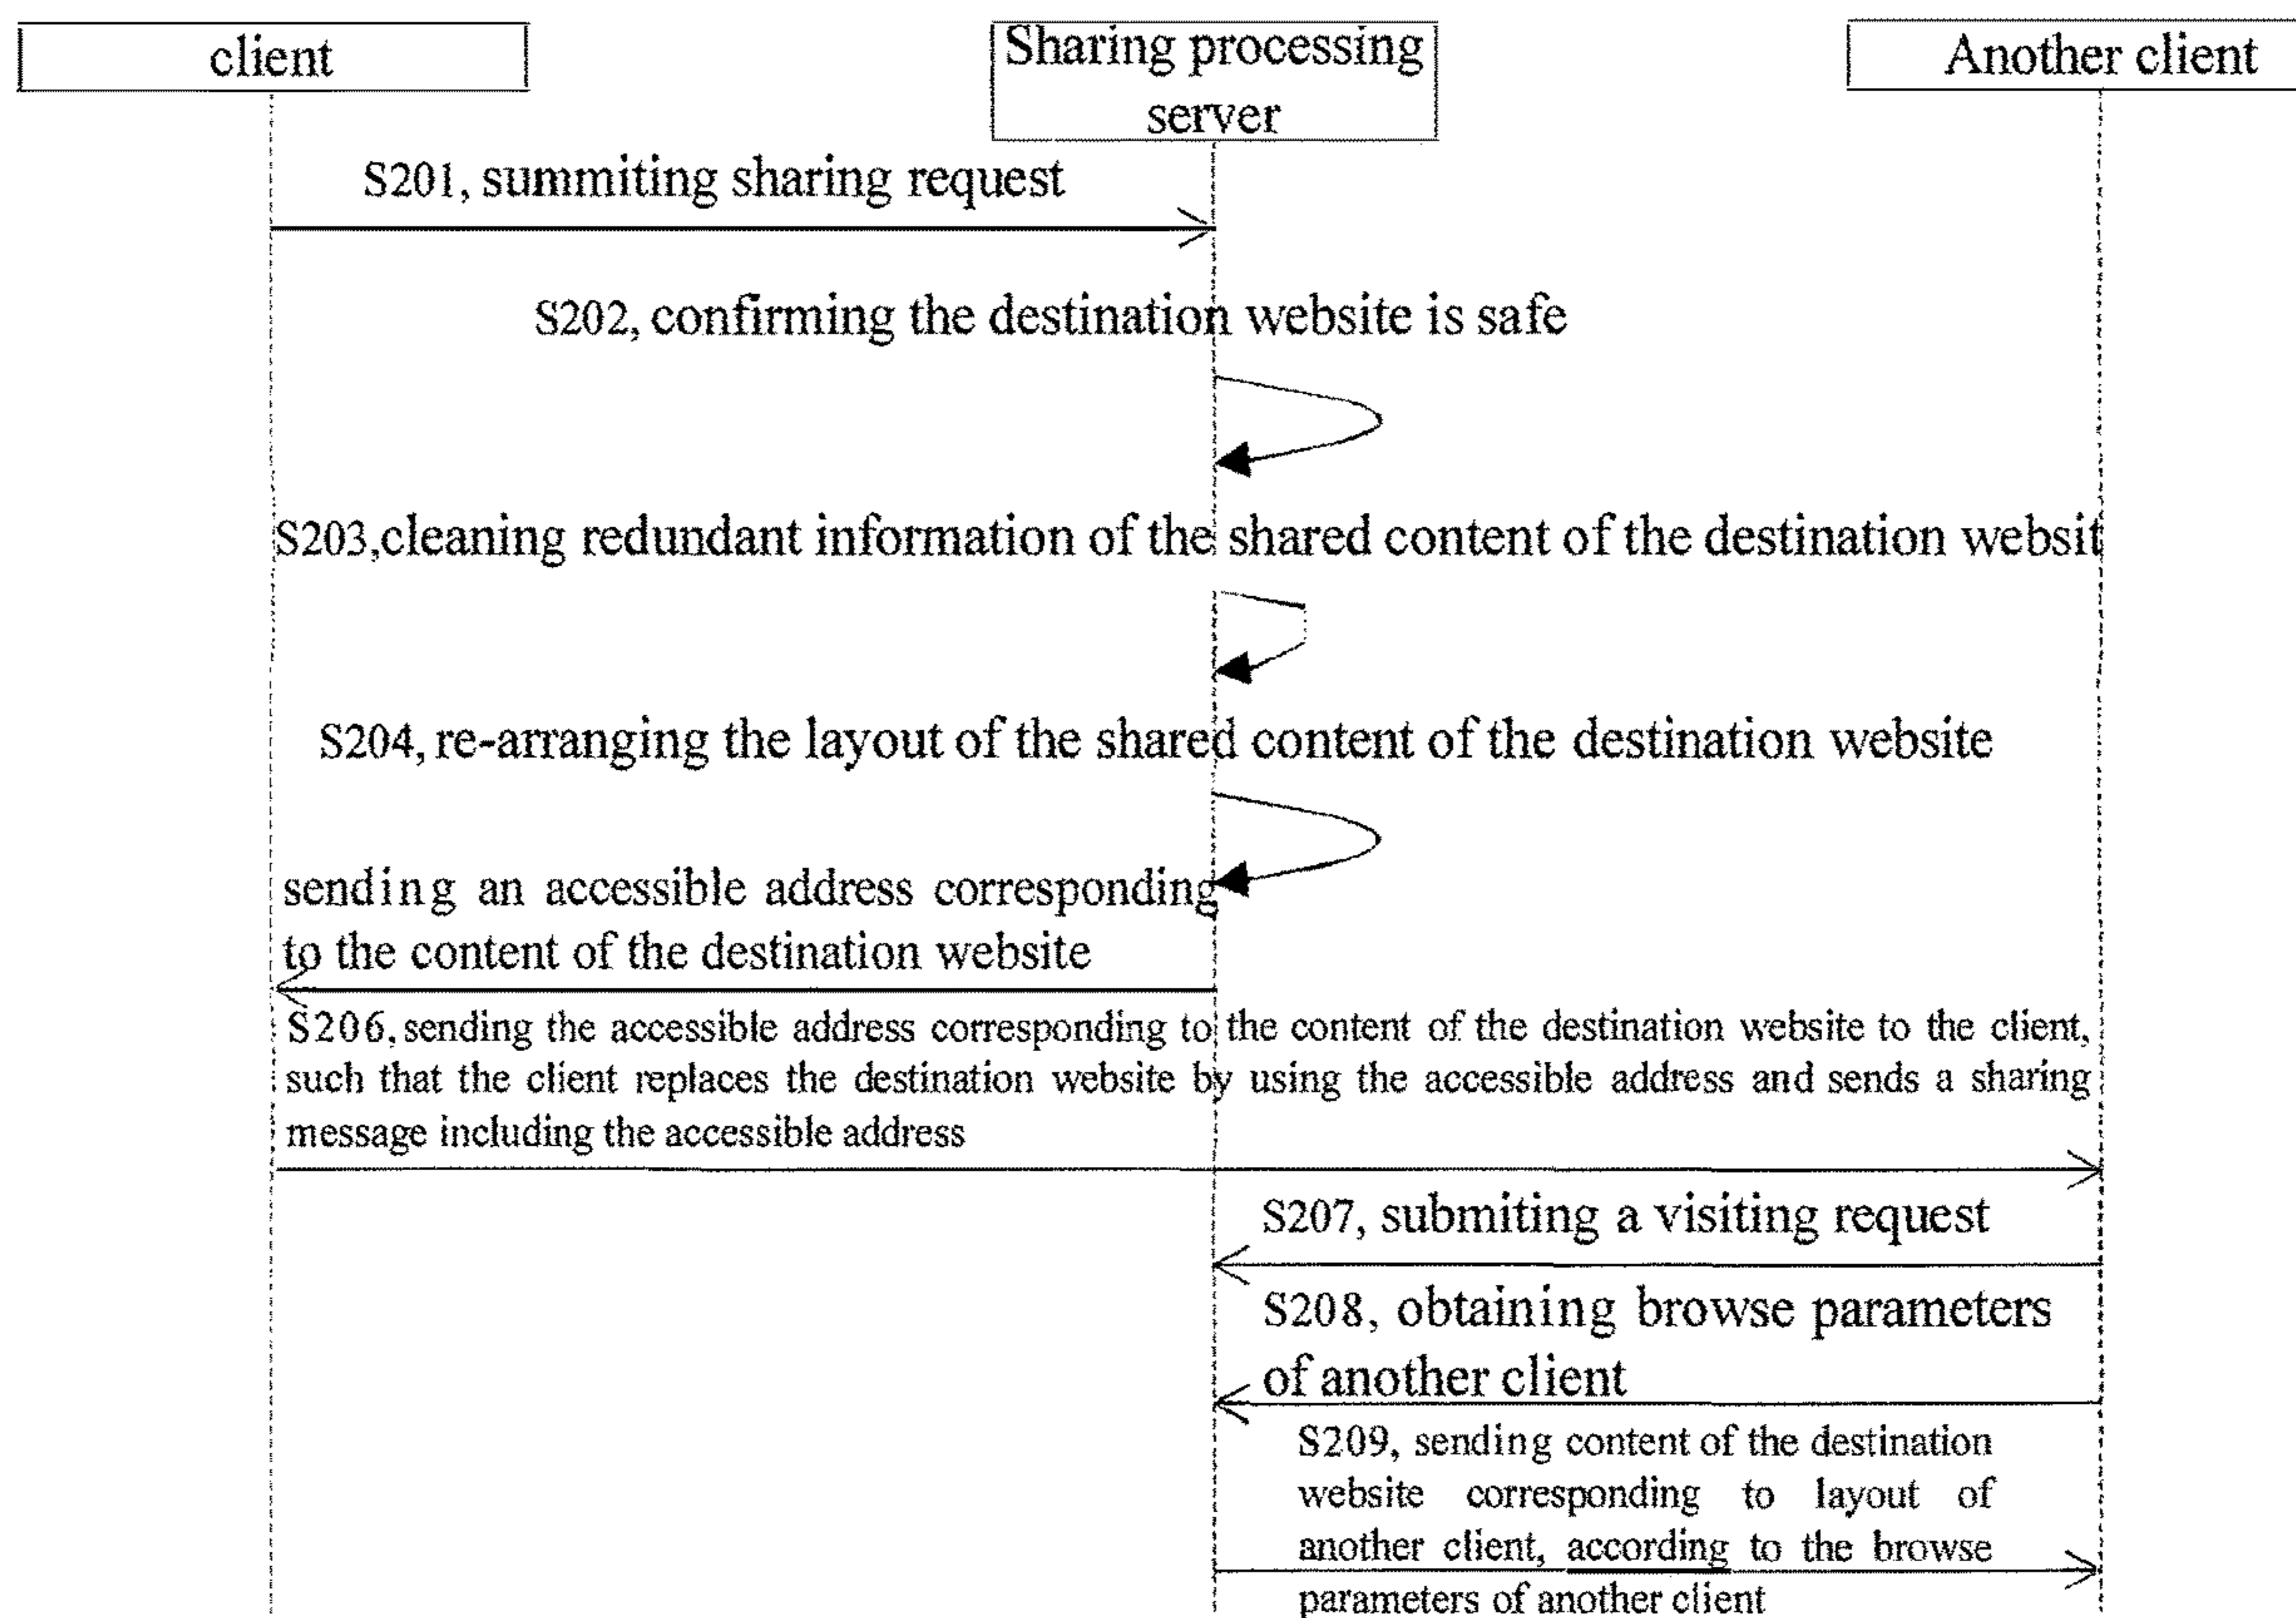 client
Sharing processing
server
Another client
S201, summiting sharing request
S202, confirming the destination website is safe
S203,cleaning redundant information of the shared content of the destination websit
S204, re-arranging the layout of the shared content of the destination website
sending an accessible address corresponding
to the content of the destination website
S206, sending the accessible address corresponding to the content of the destination website to the client,
such that the client replaces the destination website by using the accessible address and sends a sharing
message including the accessible address
S207, submiting a visiting request
S208, obtaining browse parameters
of another client
S209, sending content of the destination
website corresponding to layout of
another client, according to the browse
parameters of another client